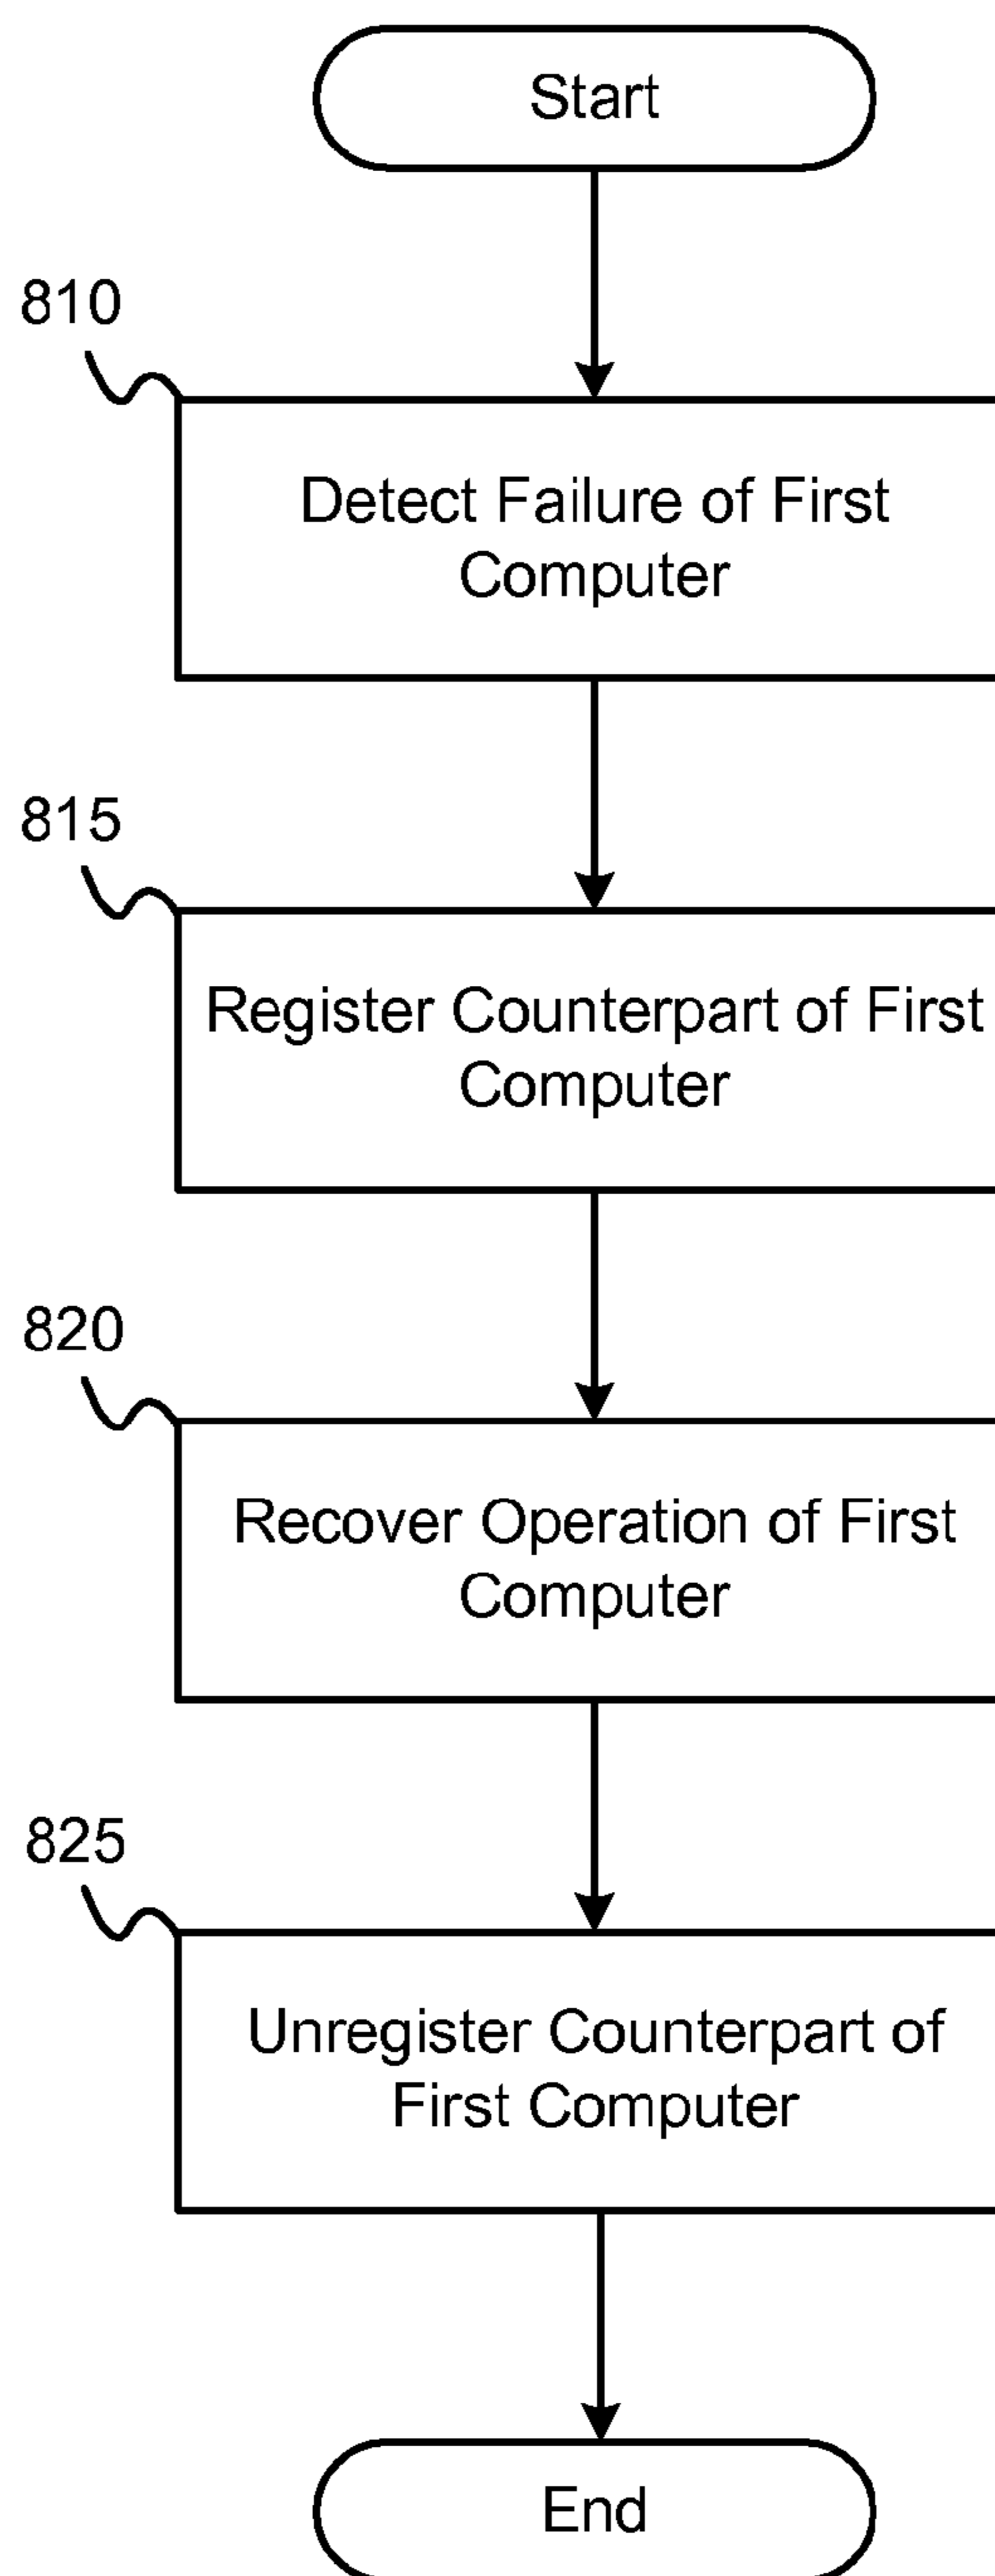 Start
810
Detect Failure of First
Computer
815
Register Counterpart of First
Computer
820
Recover Operation of First
Computer
825
Unregister Counterpart of
First Computer
End